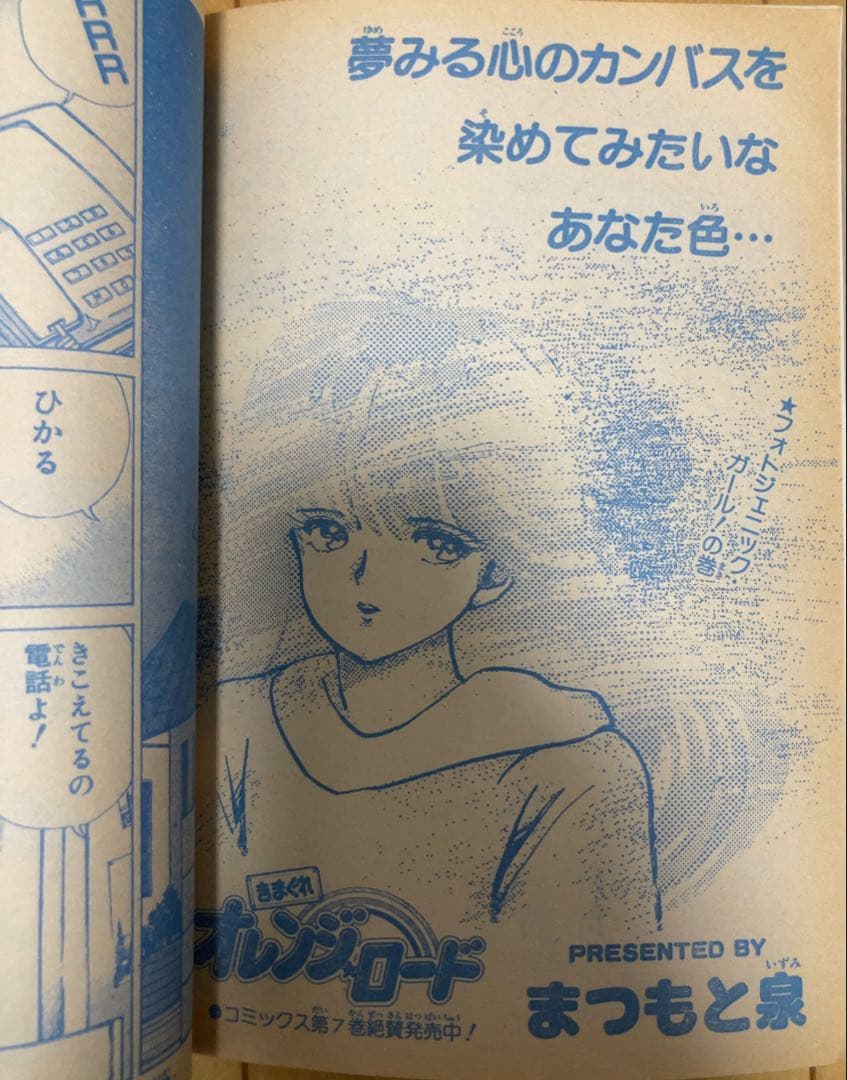 夢みる心のカンバスを
染めてみたいな
あなた色…
★フォトジェニック・
ガール!の巻
きまぐれ
オレンジ☆ロード
●コミックス第7巻絶賛発売中!
PRESENTED BY
まつもと泉
ひかる
きこえてるの
電話よ!